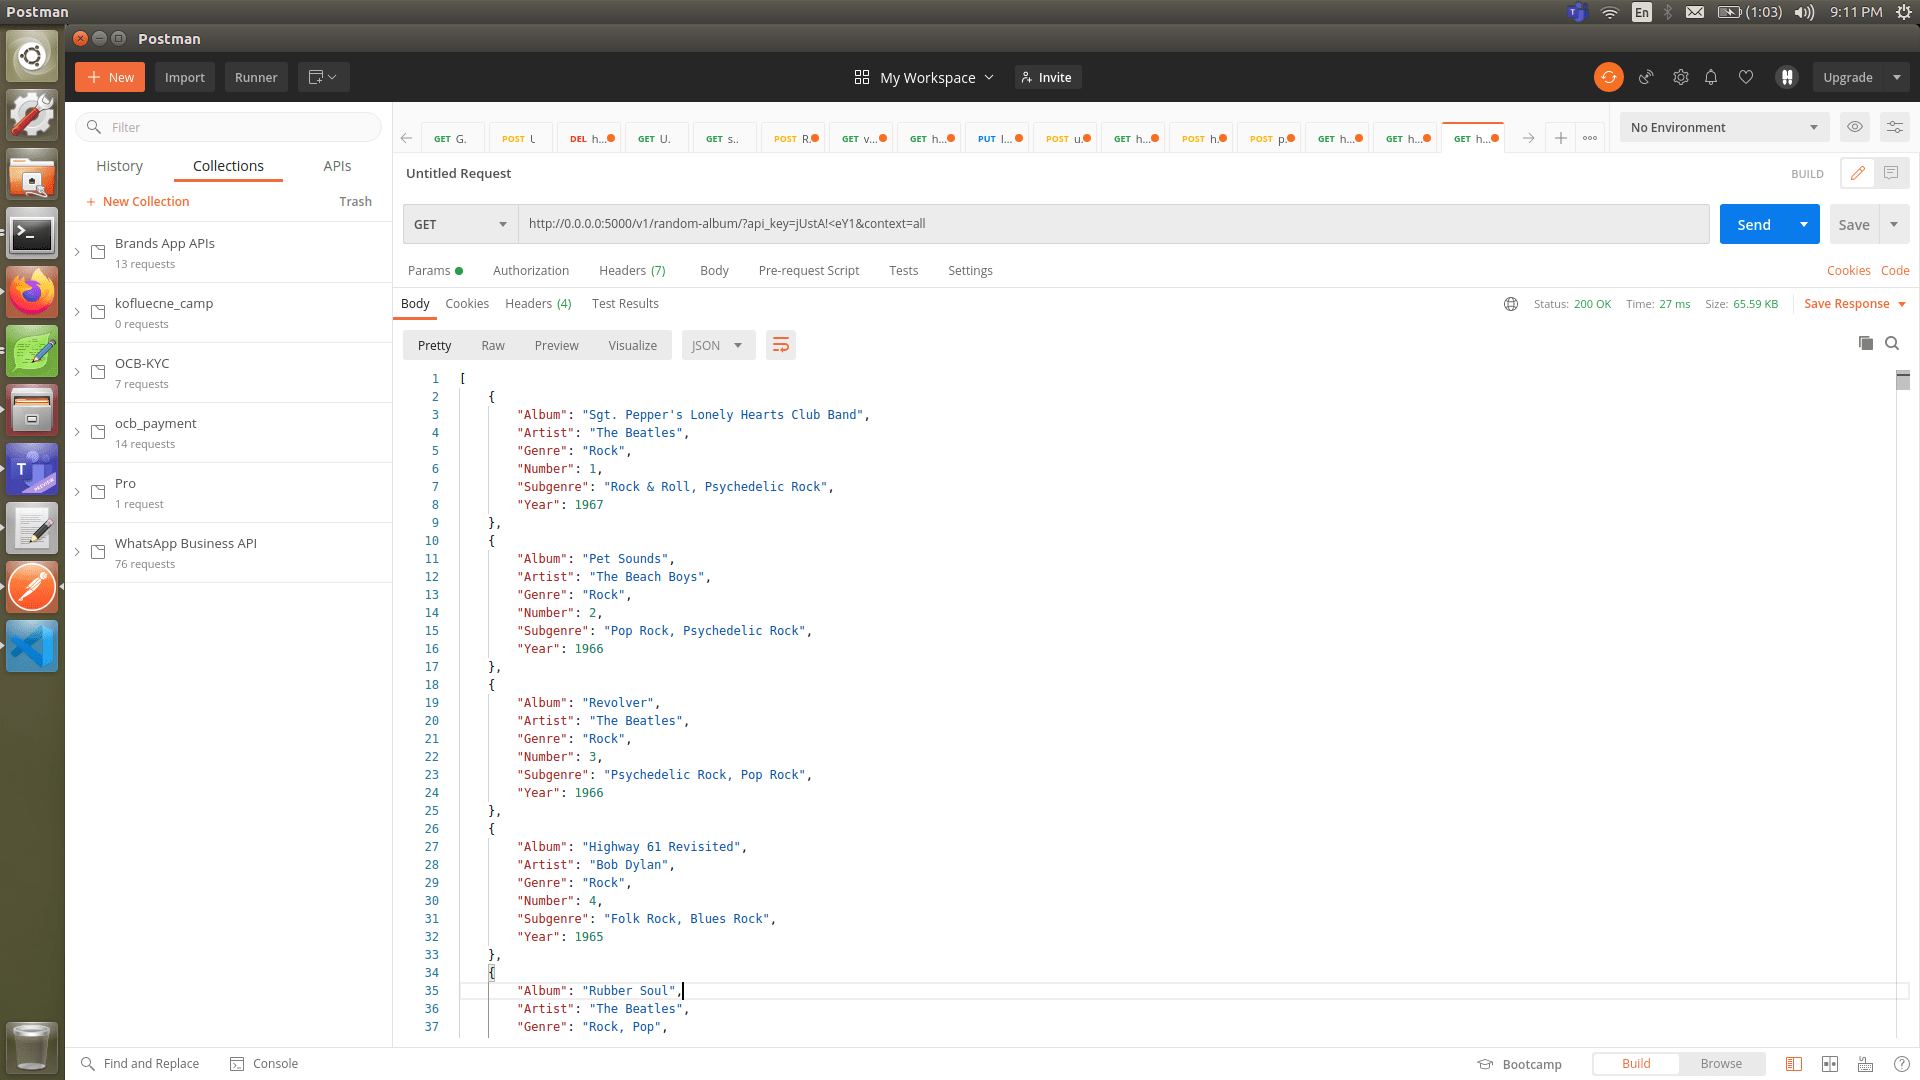 Postman
En
(1:03)
9:11 PM
Postman
New
Import
Runner
My Workspace
Invite
Upgrade
Filter
History
Collections
APIs
+ New Collection
Trash
Brands App APIs
13 requests
kofluecne_camp
0 requests
OCB-KYC
7 requests
ocb_payment
14 requests
Pro
1 request
WhatsApp Business API
76 requests
GET G.
POST
DEL h...
GET U.
GET s..
POST R
GET v...
GET h...
PUT l...
POST u.
GET h...
POST h.
POST p.
GET h...
GET h...
GET h...
No Environment
Untitled Request
BUILD
GET
http://0.0.0.0:5000/v1/random-album/?api_key=jUstA!<eY1&context=all
Send
Save
Params
Authorization
Headers (7)
Body
Pre-request Script
Tests
Settings
Cookies
Code
Body
Cookies
Headers (4)
Test Results
Status: 200 OK
Time: 27 ms
Size: 65.59 KB
Save Response
Pretty
Raw
Preview
Visualize
JSON
1 [
2 {
3 "Album": "Sgt. Pepper's Lonely Hearts Club Band",
4 "Artist": "The Beatles",
5 "Genre": "Rock",
6 "Number": 1,
7 "Subgenre": "Rock & Roll, Psychedelic Rock",
8 "Year": 1967
9 },
10 {
11 "Album": "Pet Sounds",
12 "Artist": "The Beach Boys",
13 "Genre": "Rock",
14 "Number": 2,
15 "Subgenre": "Pop Rock, Psychedelic Rock",
16 "Year": 1966
17 },
18 {
19 "Album": "Revolver",
20 "Artist": "The Beatles",
21 "Genre": "Rock",
22 "Number": 3,
23 "Subgenre": "Psychedelic Rock, Pop Rock",
24 "Year": 1966
25 },
26 {
27 "Album": "Highway 61 Revisited",
28 "Artist": "Bob Dylan",
29 "Genre": "Rock",
30 "Number": 4,
31 "Subgenre": "Folk Rock, Blues Rock",
32 "Year": 1965
33 },
34 {
35 "Album": "Rubber Soul",
36 "Artist": "The Beatles",
37 "Genre": "Rock, Pop",
Find and Replace
Console
Bootcamp
Build
Browse